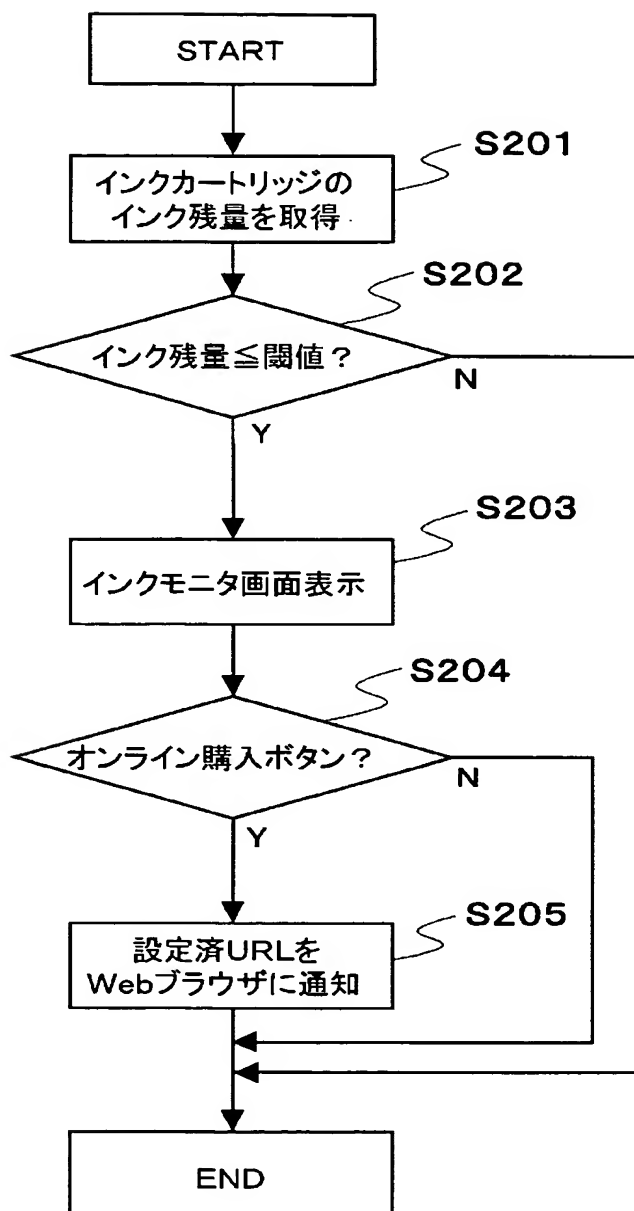 START
S201
インクカートリッジの
インク残量を取得
S202
インク残量≦閾値？
N
Y
S203
インクモニタ画面表示
S204
オンライン購入ボタン？
N
Y
S205
設定済URLを
Webブラウザに通知
END